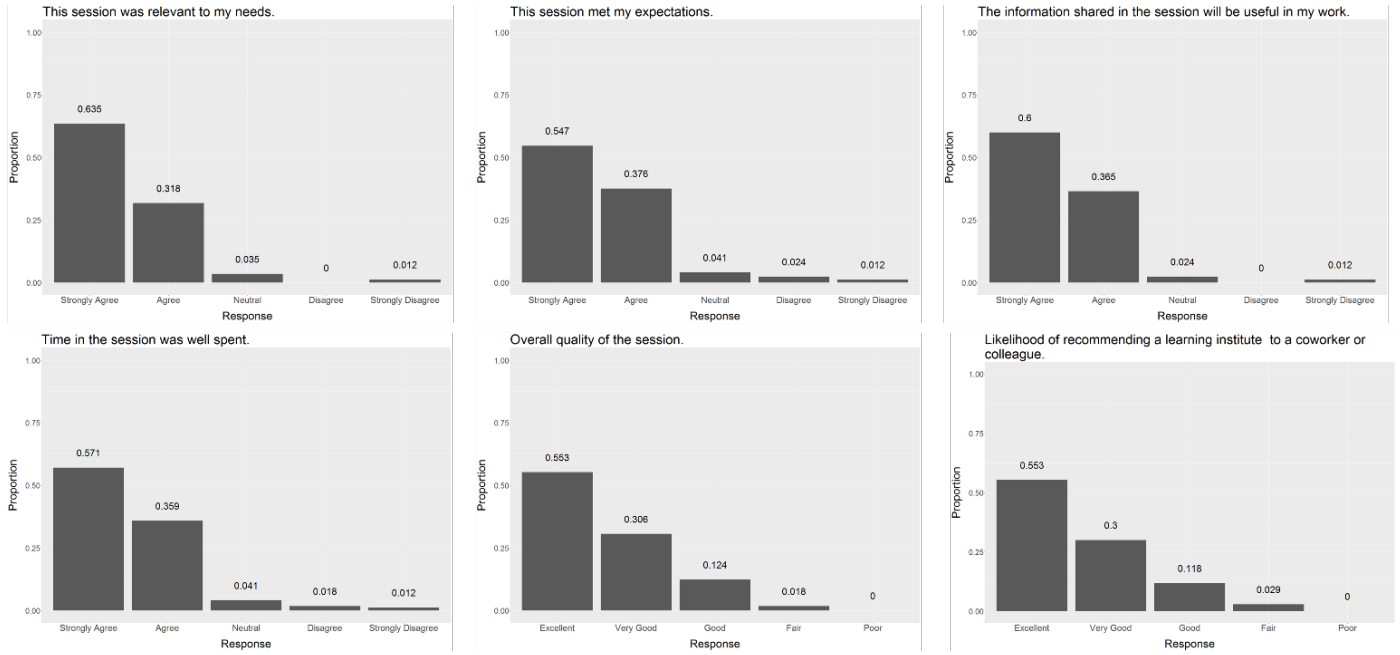 This session was relevant to my needs.
1.00
0.75
0.50
0.25
0.00
Proportion
0.635
0.318
0.035
0
0.012
Strongly Agree Agree Neutral Disagree Strongly Disagree
Response
This session met my expectations.
1.00
0.75
0.50
0.25
0.00
Proportion
0.547
0.376
0.041
0.024
0.012
Strongly Agree Agree Neutral Disagree Strongly Disagree
Response
The information shared in the session will be useful in my work.
1.00
0.75
0.50
0.25
0.00
Proportion
0.6
0.365
0.024
0
0.012
Strongly Agree Agree Neutral Disagree Strongly Disagree
Response
Time in the session was well spent.
1.00
0.75
0.50
0.25
0.00
Proportion
0.571
0.359
0.041
0.018
0.012
Strongly Agree Agree Neutral Disagree Strongly Disagree
Response
Overall quality of the session.
1.00
0.75
0.50
0.25
0.00
Proportion
0.553
0.306
0.124
0.018
0
Excellent Very Good Good Fair Poor
Response
Likelihood of recommending a learning institute to a coworker or
colleague.
1.00
0.75
0.50
0.25
0.00
Proportion
0.553
0.3
0.118
0.029
0
Excellent Very Good Good Fair Poor
Response